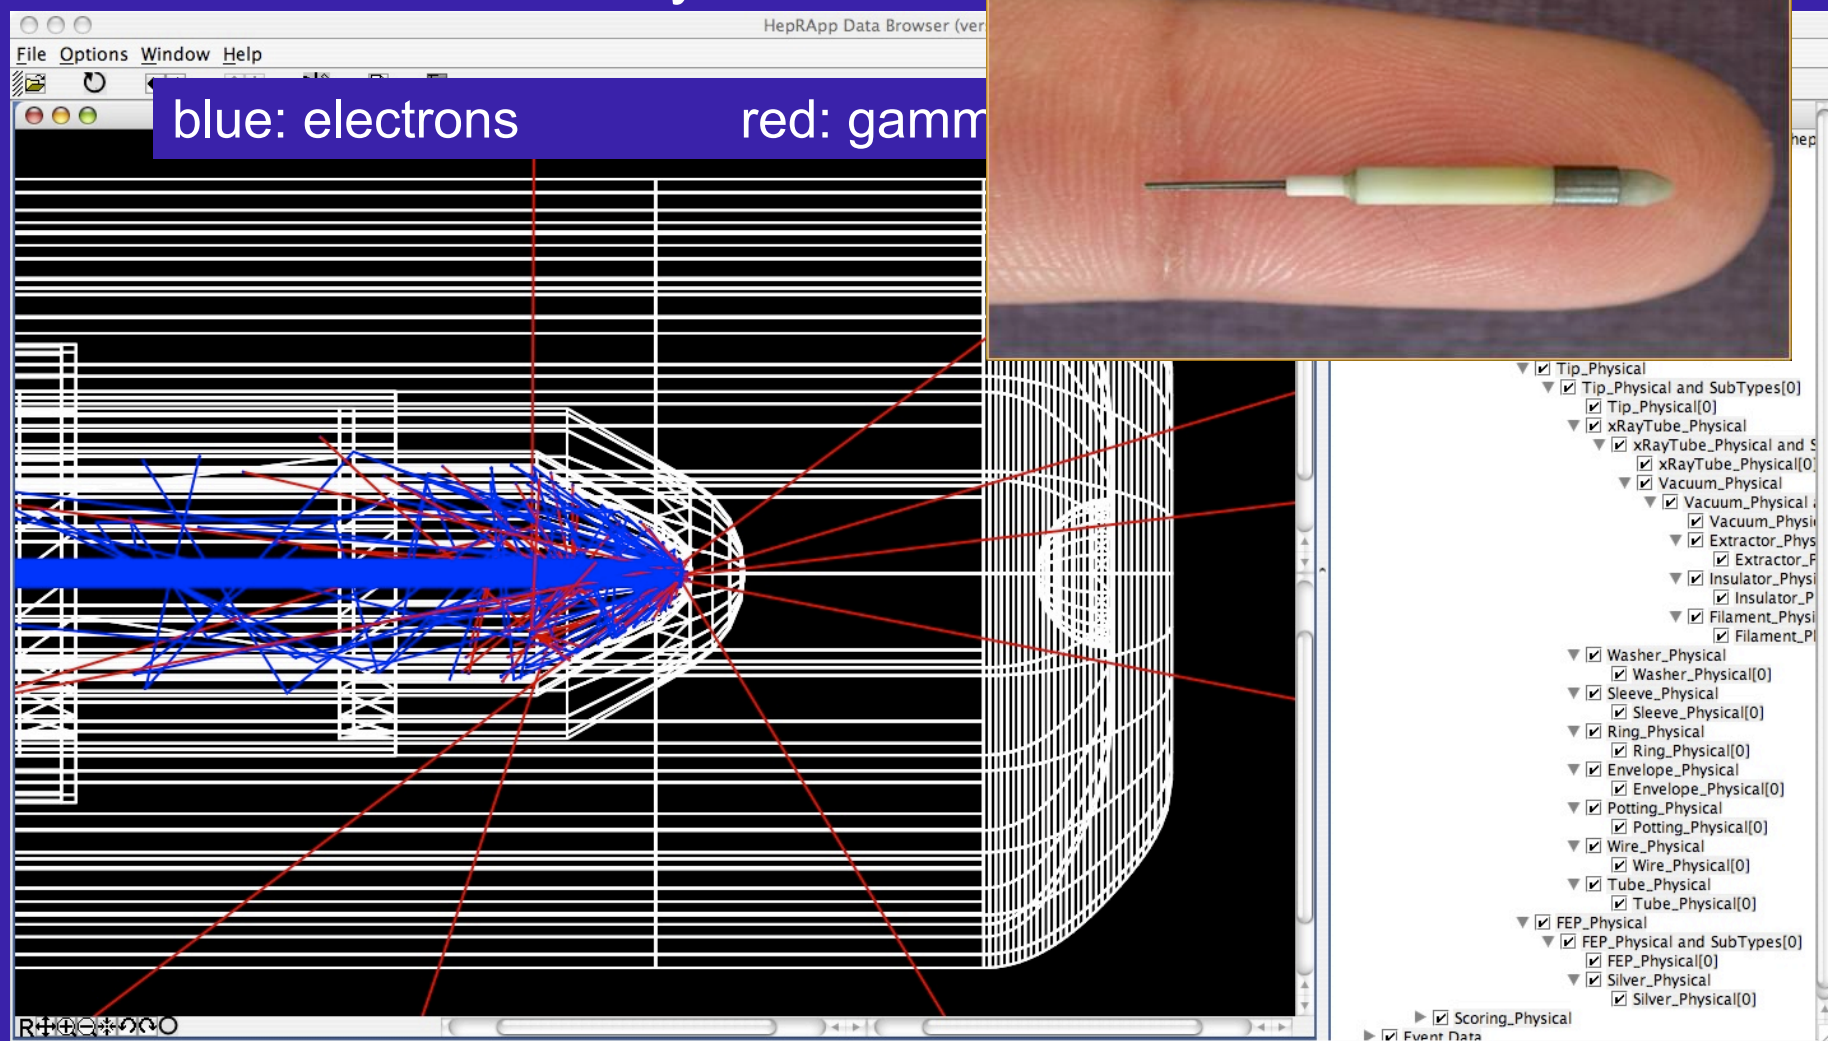 HepRApp Data Browser (ver
File Options Window Help
blue: electrons red: gamm
hep
Tip_Physical
Tip_Physical and SubTypes[0]
Tip_Physical[0]
xRayTube_Physical
xRayTube_Physical and S
xRayTube_Physical[0]
Vacuum_Physical
Vacuum_Physical
Vacuum_Physi
Extractor_Phys
Extractor_P
Insulator_Physi
Insulator_P
Filament_Physi
Filament_P
Washer_Physical
Washer_Physical[0]
Sleeve_Physical
Sleeve_Physical[0]
Ring_Physical
Ring_Physical[0]
Envelope_Physical
Envelope_Physical[0]
Potting_Physical
Potting_Physical[0]
Wire_Physical
Wire_Physical[0]
Tube_Physical
Tube_Physical[0]
FEP_Physical
FEP_Physical and SubTypes[0]
FEP_Physical[0]
Silver_Physical
Silver_Physical[0]
Scoring_Physical
Event Data
R